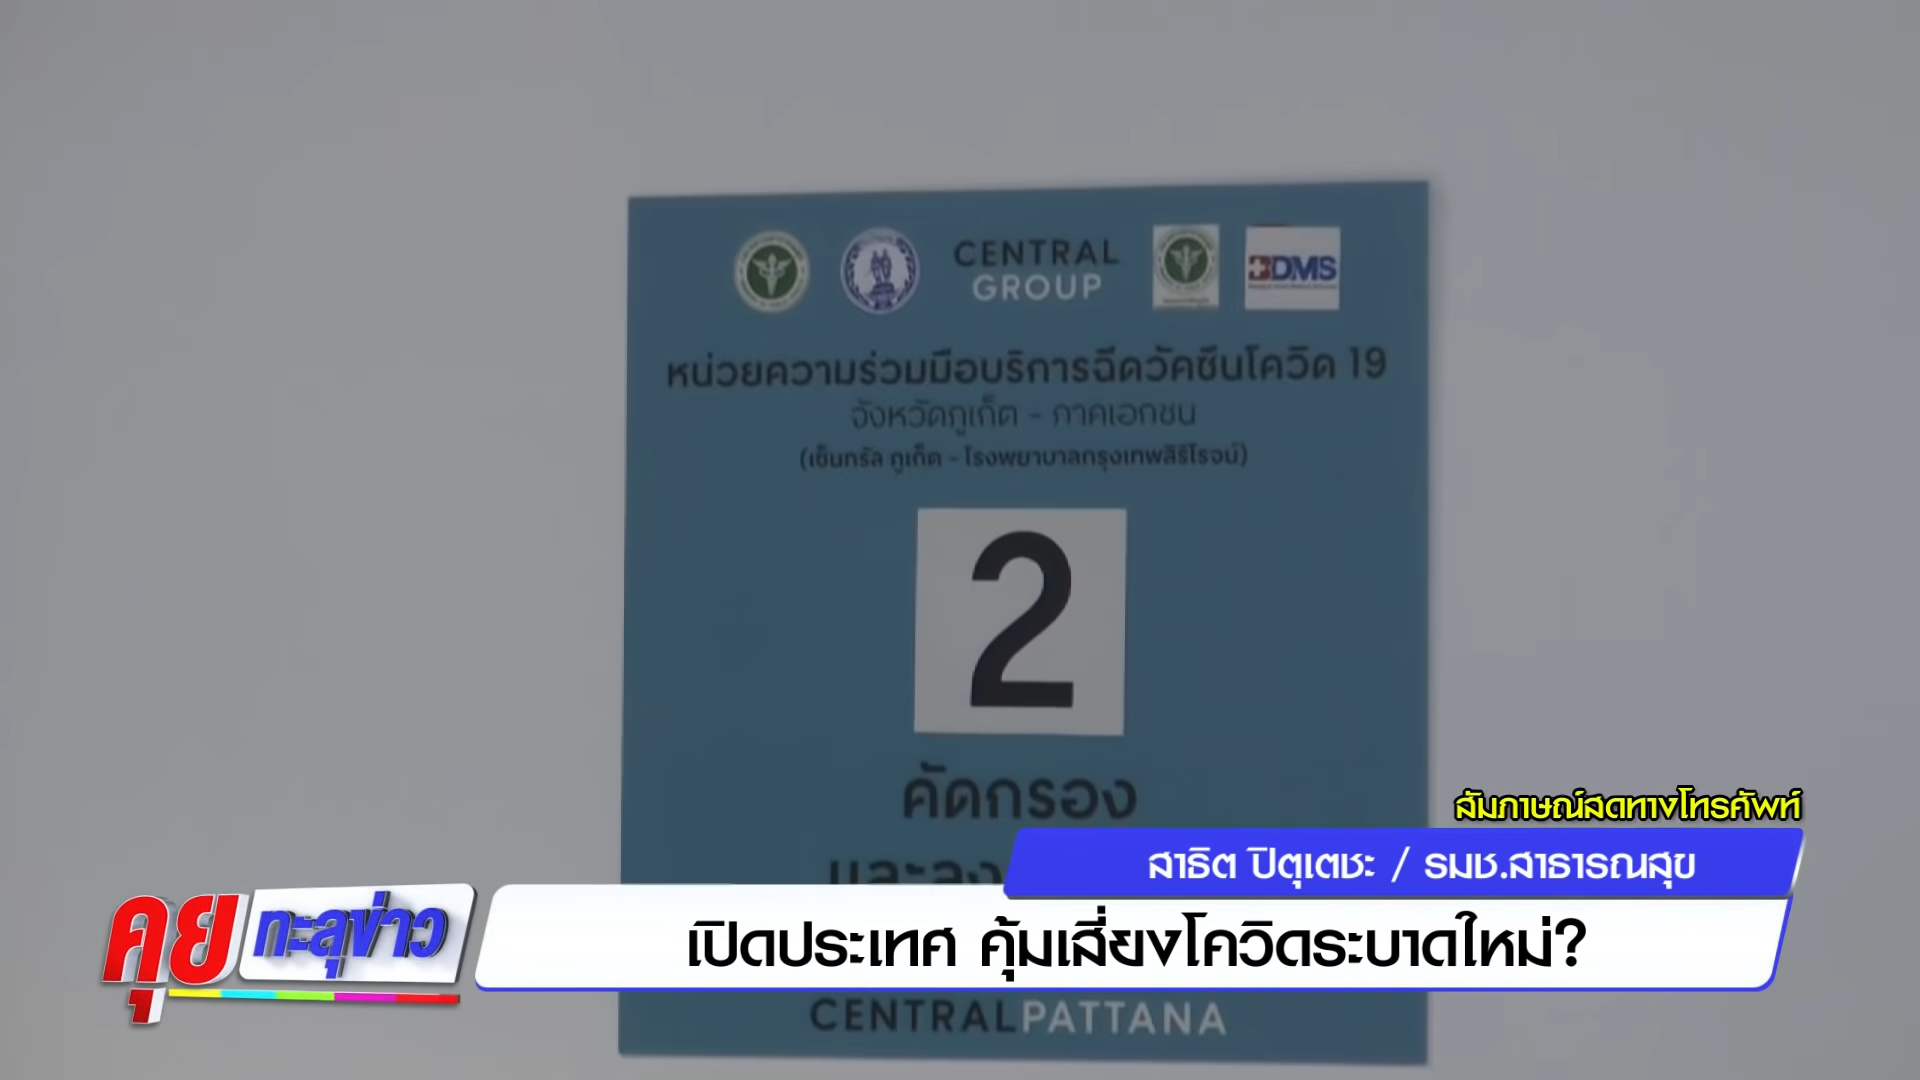 CENTRAL
GROUP
BDMS
หน่วยความร่วมมือบริการฉีดวัคซีนโควิด 19
จังหวัดภูเก็ต - ภาคเอกชน
(เซ็นทรัล ภูเก็ต - โรงพยาบาลกรุงเทพสิริโรจน์)
2
คัดกรอง
สัมภาษณ์สดทางโทรศัพท์
สาธิต ปิตุเตชะ / รมช.สาธารณสุข
คุย ทะลุข่าว
เปิดประเทศ คุ้มเสี่ยงโควิดระบาดใหม่?
CENTRALPATTANA